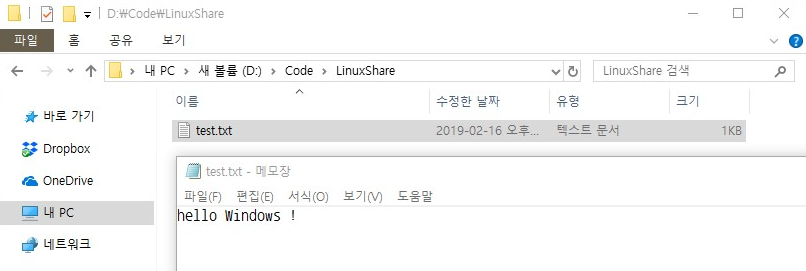 D:₩Code₩LinuxShare
파일 홈 공유 보기
내 PC 새 볼륨 (D:) Code LinuxShare LinuxShare 검색
이름 수정한 날짜 유형 크기
바로 가기
test.txt 2019-02-16 오후... 텍스트 문서 1KB
Dropbox
test.txt - 메모장
OneDrive
파일(F) 편집(E) 서식(O) 보기(V) 도움말
내 PC
hello Windows !
네트워크